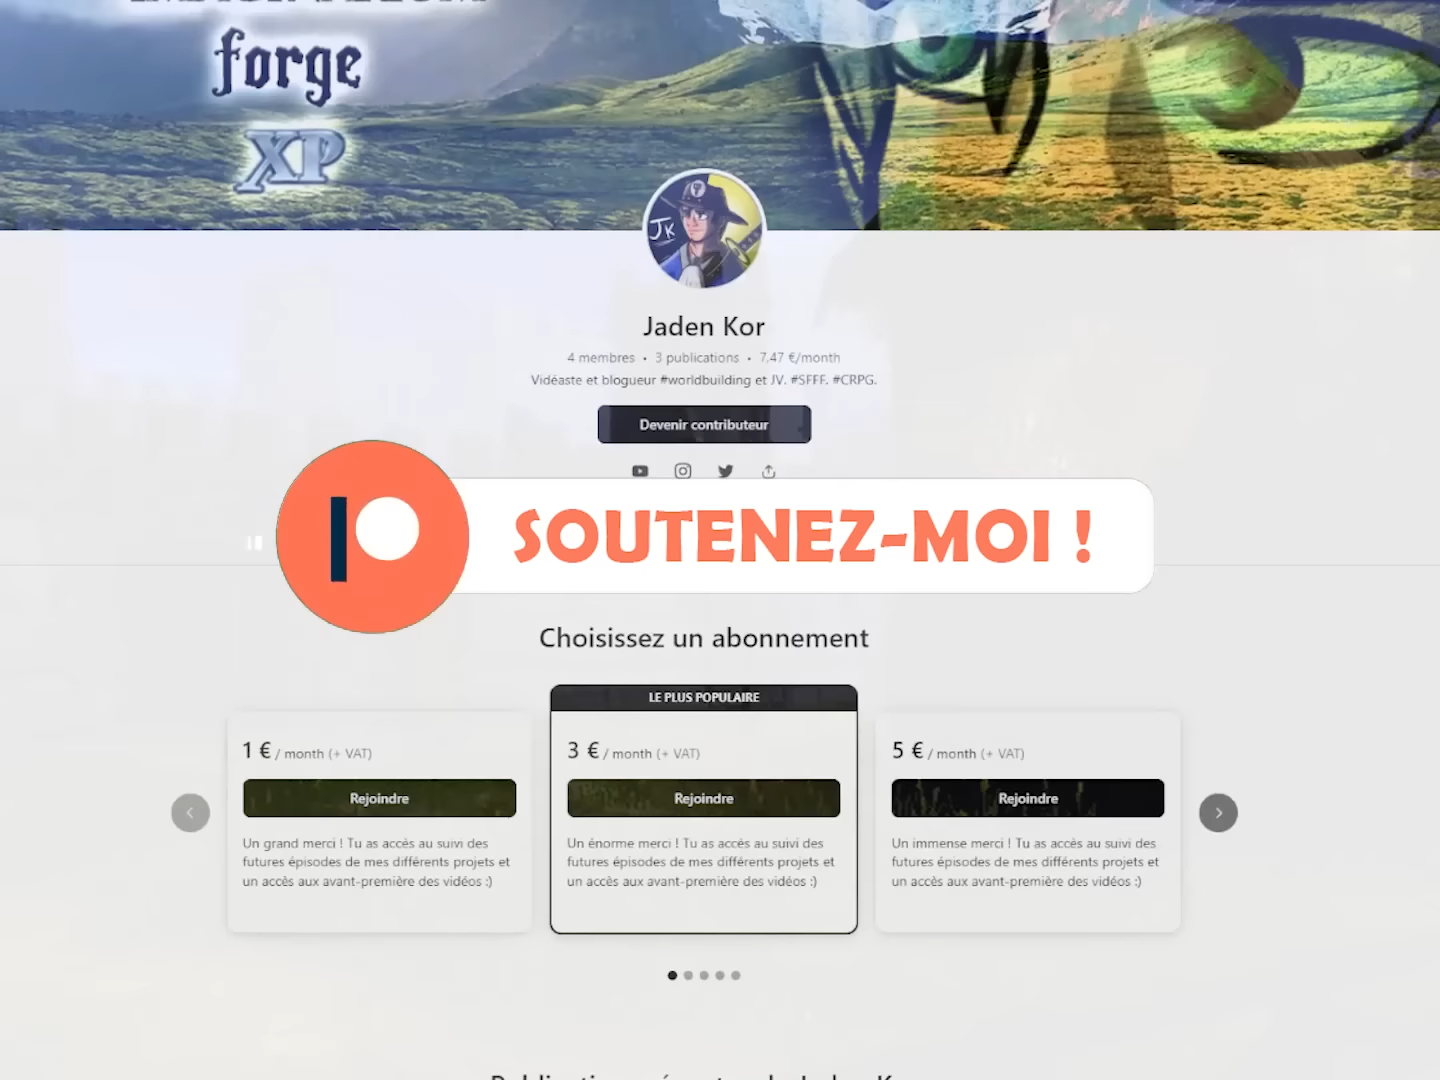 forge
XP
JK
Jaden Kor
4 membres • 3 publications • 7,47 €/month
Vidéaste et blogueur #worldbuilding et JV. #SFFF. #CRPG.
Devenir contributeur
SOUTENEZ-MOI !
Choisissez un abonnement
LE PLUS POPULAIRE
1 € / month (+ VAT)
Rejoindre
Un grand merci ! Tu as accès au suivi des
futures épisodes de mes différents projets et
un accès aux avant-première des vidéos :)
3 € / month (+ VAT)
Rejoindre
Un énorme merci ! Tu as accès au suivi des
futures épisodes de mes différents projets et
un accès aux avant-première des vidéos :)
5 € / month (+ VAT)
Rejoindre
Un immense merci ! Tu as accès au suivi des
futures épisodes de mes différents projets et
un accès aux avant-première des vidéos :)